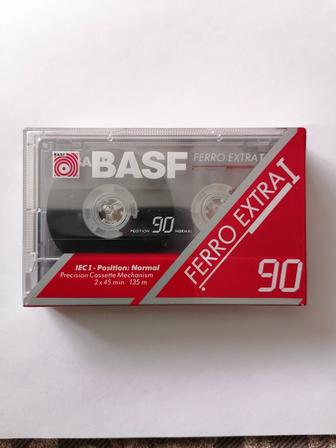 BASF
A BASF
FERRO EXTRA I
POSITION 90 NORMAL
FERRO EXTRA I
IEC I - Position: Normal
Precision Cassette Mechanism
2 x 45 min 135 m
90